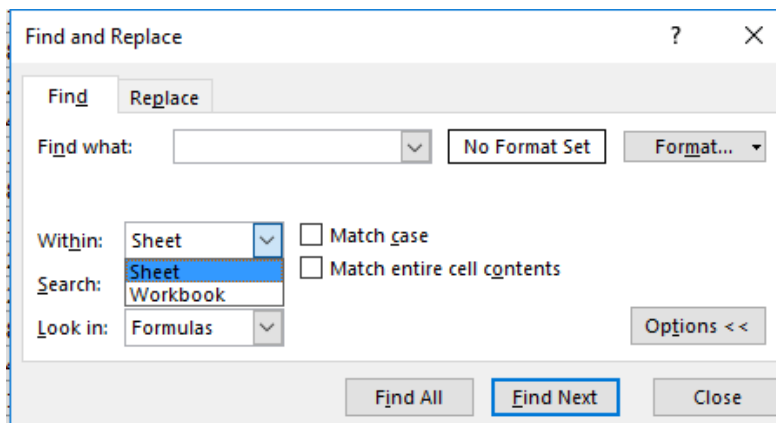 Find and Replace ? ×
Find Replace
Find what: No Format Set Format...
Within: Sheet Match case
Sheet Match entire cell contents
Search: Workbook
Look in: Formulas Options <<
Find All Find Next Close